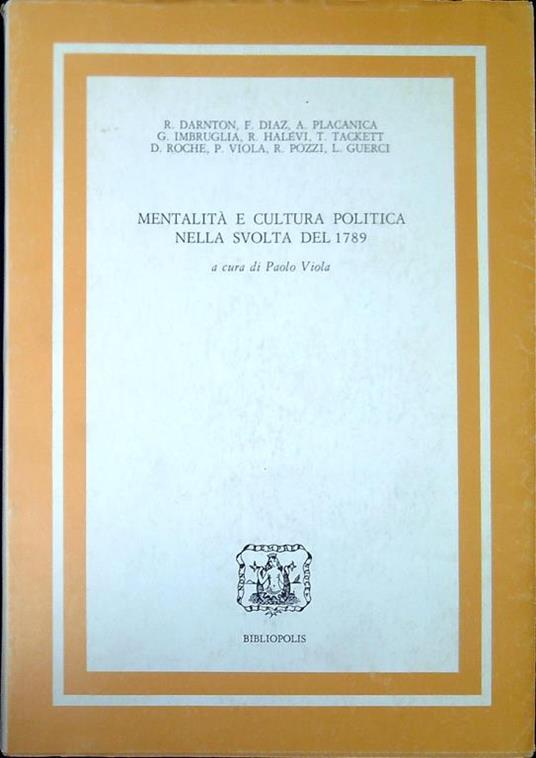 R. DARNTON, F. DIAZ, A. PLACANICA
G. IMBRUGLIA, R. HALÉVI, T. TACKETT
D. ROCHE, P. VIOLA, R. POZZI, L. GUERCI
MENTALITÀ E CULTURA POLITICA
NELLA SVOLTA DEL 1789
a cura di Paolo Viola
BIBLIOPOLIS